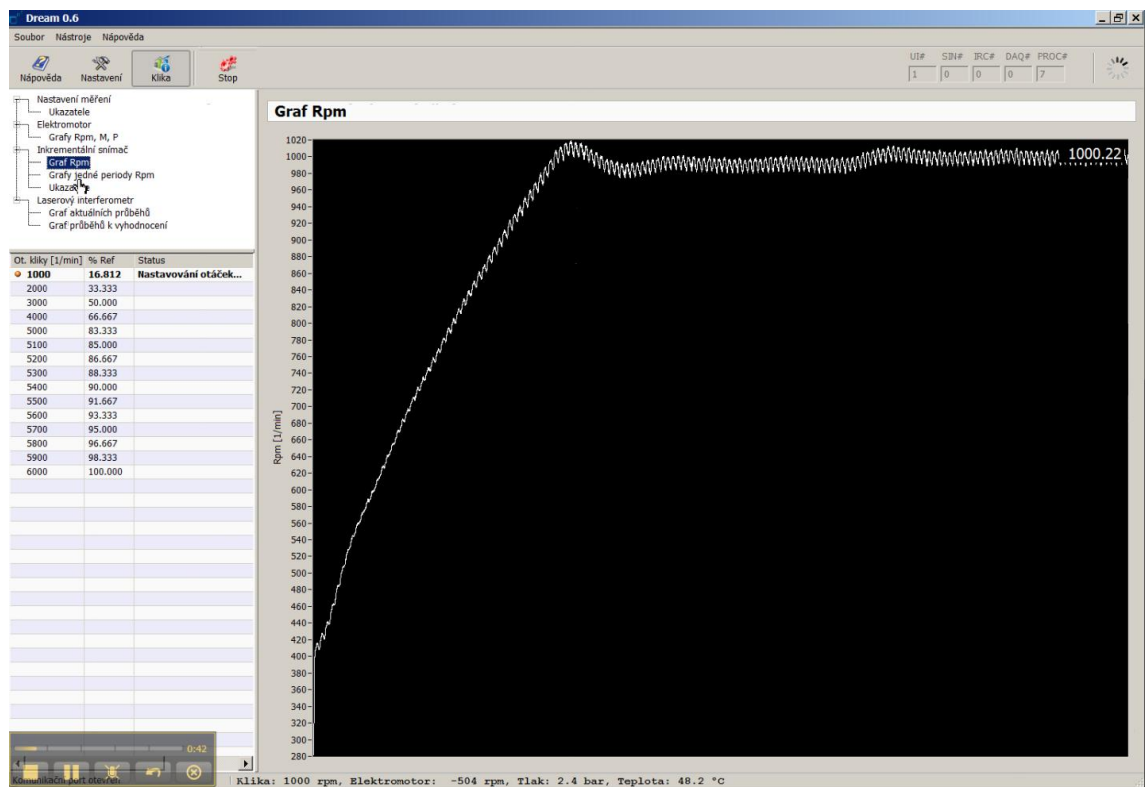 Dream 0.6
Soubor Nástroje Nápověda
Nápověda Nastavení Klika Stop
UI# SIN# IRC# DAQ# PROC#
1 0 0 0 7
Nastavení měření
Ukazatele
Elektromotor
Grafy Rpm, M, P
Inkrementální snímač
Graf Rpm
Grafy jedné periody Rpm
Laserový interferometr
Graf aktuálních průběhů
Graf průběhů k vyhodnocení
Ot. kliky [1/min] % Ref Status
1000 16.812 Nastavování otáček...
2000 33.333
3000 50.000
4000 66.667
5000 83.333
5100 85.000
5200 86.667
5300 88.333
5400 90.000
5500 91.667
5600 93.333
5700 95.000
5800 96.667
5900 98.333
6000 100.000
0:42
Komunikační port otevřen
Graf Rpm
1020
1000
980
960
940
920
900
880
860
840
820
800
780
760
740
720
700
680
660
640
620
600
580
560
540
520
500
480
460
440
420
400
380
360
340
320
300
280
Rpm [1/min]
1000.22
Klika: 1000 rpm, Elektromotor: -504 rpm, Tlak: 2.4 bar, Teplota: 48.2 °C